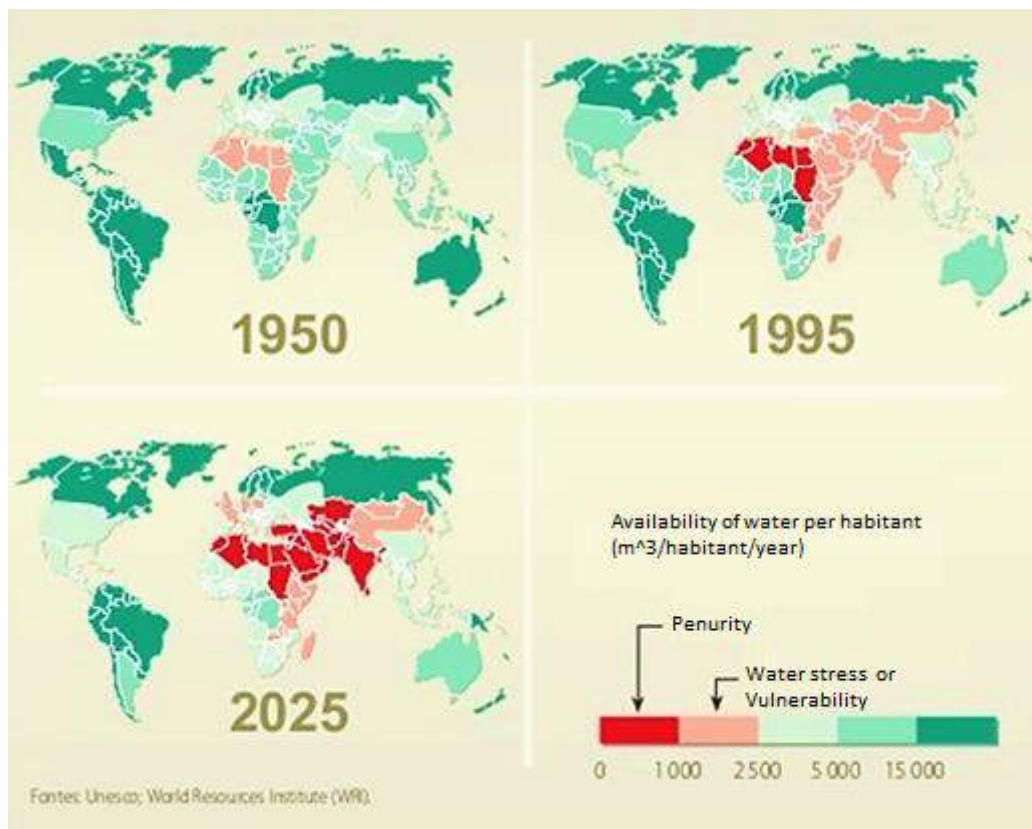 1950
1995
2025
Availability of water per habitant
(m^3/habitant/year)
Penurity
Water stress or
Vulnerability
0 1 000 2 500 5 000 15 000
Fontes: Unesco; World Resources Institute (WRI).